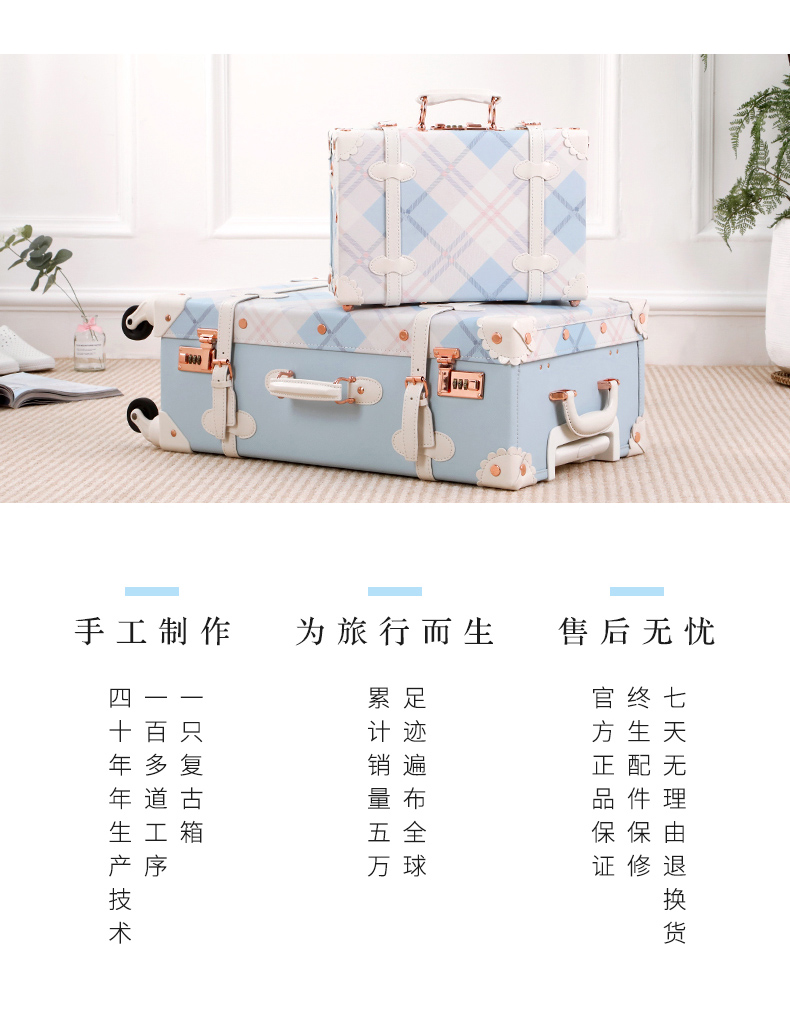 手工制作
一只复古箱
一百多道工序
四十年年生产技术
为旅行而生
足迹遍布全球
累计销量五万
售后无忧
七天无理由退换货
终生配件保修
官方正品保证